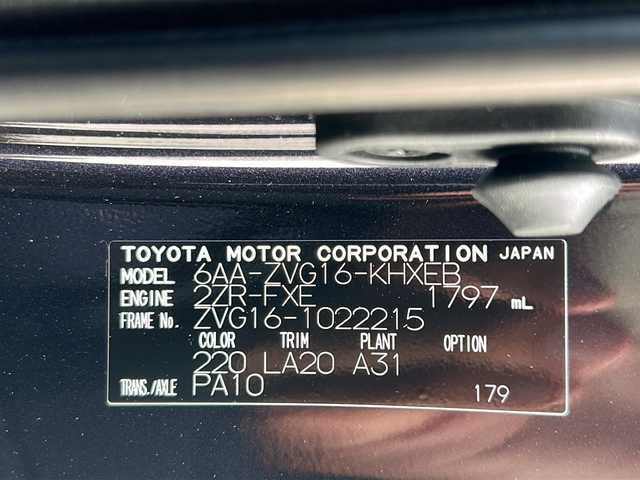 TOYOTA MOTOR CORPORATION JAPAN
MODEL 6AA-ZVG16-KHXEB
ENGINE 2ZR-FXE 1797 mL
FRAME No. ZVG16-1022215
COLOR TRIM PLANT OPTION
220 LA20 A31
TRANS./AXLE PA10 179